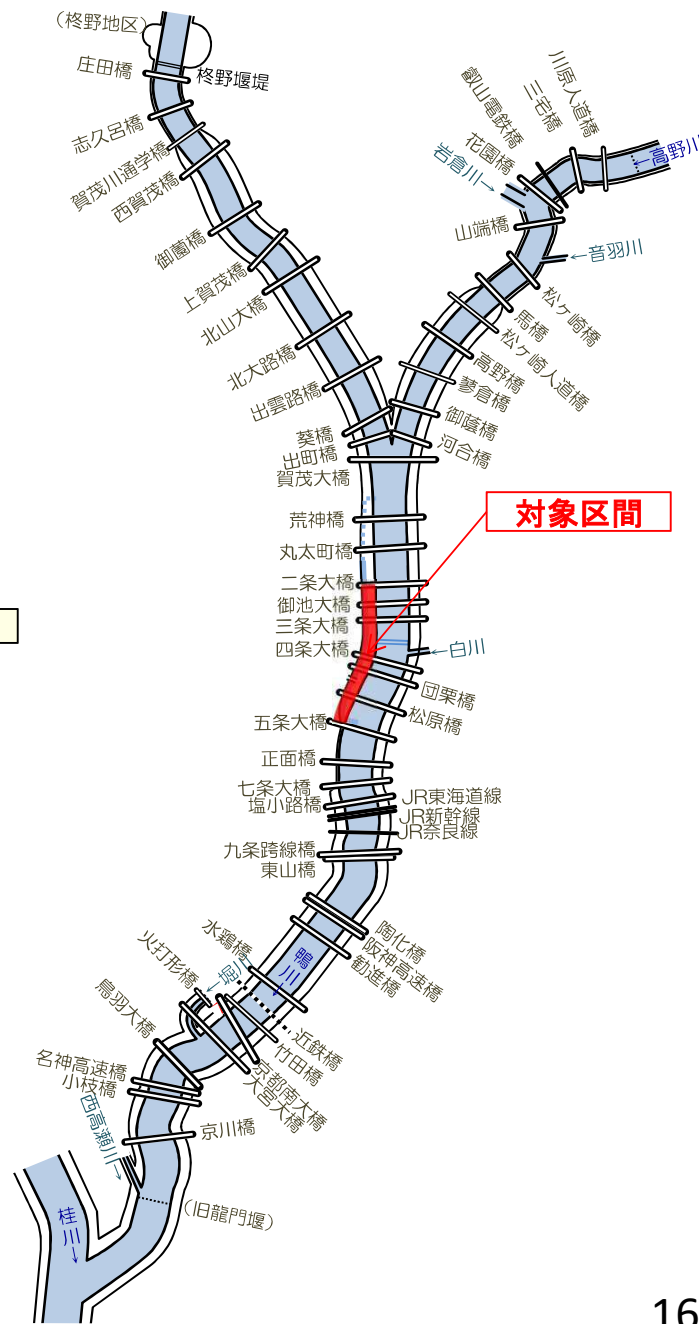 (柊野地区)
庄田橋
柊野堰堤
志久呂橋
賀茂川通学橋
西賀茂橋
御薗橋
上賀茂橋
北山大橋
北大路橋
出雲路橋
葵橋
出町橋
賀茂大橋
川原人道橋
三宅橋
叡山電鉄橋
花園橋
岩倉川→
←高野川
山端橋
←音羽川
松ヶ崎橋
馬橋
松ヶ崎人道橋
高野橋
蓼倉橋
御蔭橋
河合橋
対象区間
荒神橋
丸太町橋
二条大橋
御池大橋
三条大橋
四条大橋
←白川
団栗橋
松原橋
五条大橋
正面橋
七条大橋
塩小路橋
JR東海道線
JR新幹線
JR奈良線
九条跨線橋
東山橋
陶化橋
阪神高速橋
勧進橋
水鶏橋
鴨川→
火打形橋
近鉄橋
竹田橋
京都南大橋
大宮大橋
鳥羽大橋
名神高速橋
小枝橋
京川橋
西高瀬川→
(旧龍門堰)
桂川→
16